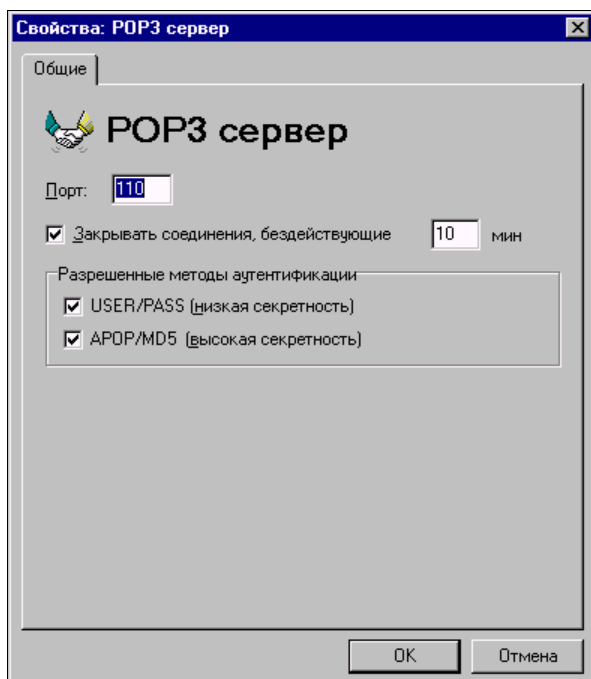 Свойства: POP3 сервер
Общие
POP3 сервер
Порт: 110
Закрывать соединения, бездействующие 10 мин
Разрешенные методы аутентификации
USER/PASS (низкая секретность)
APOP/MD5 (высокая секретность)
OK Отмена